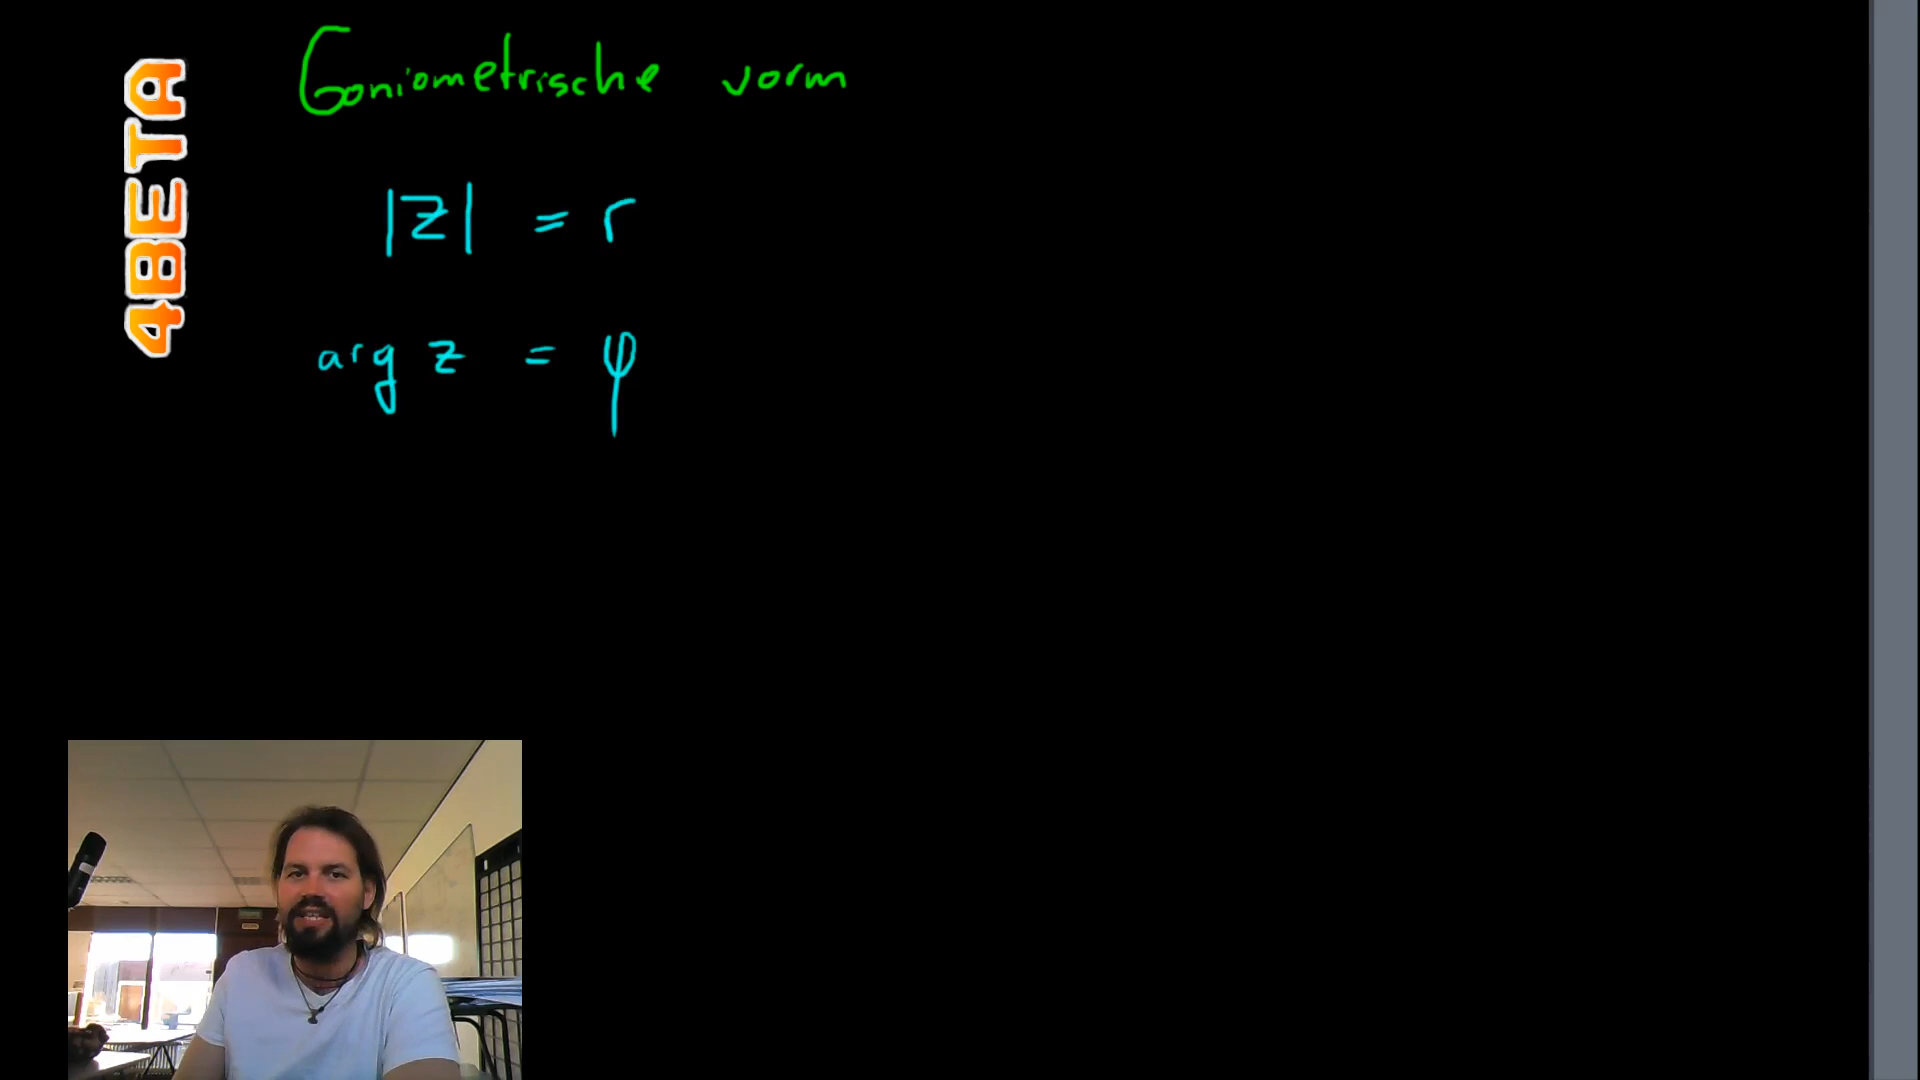 Goniometrische vorm
4BETA
|z| = r
arg z = φ